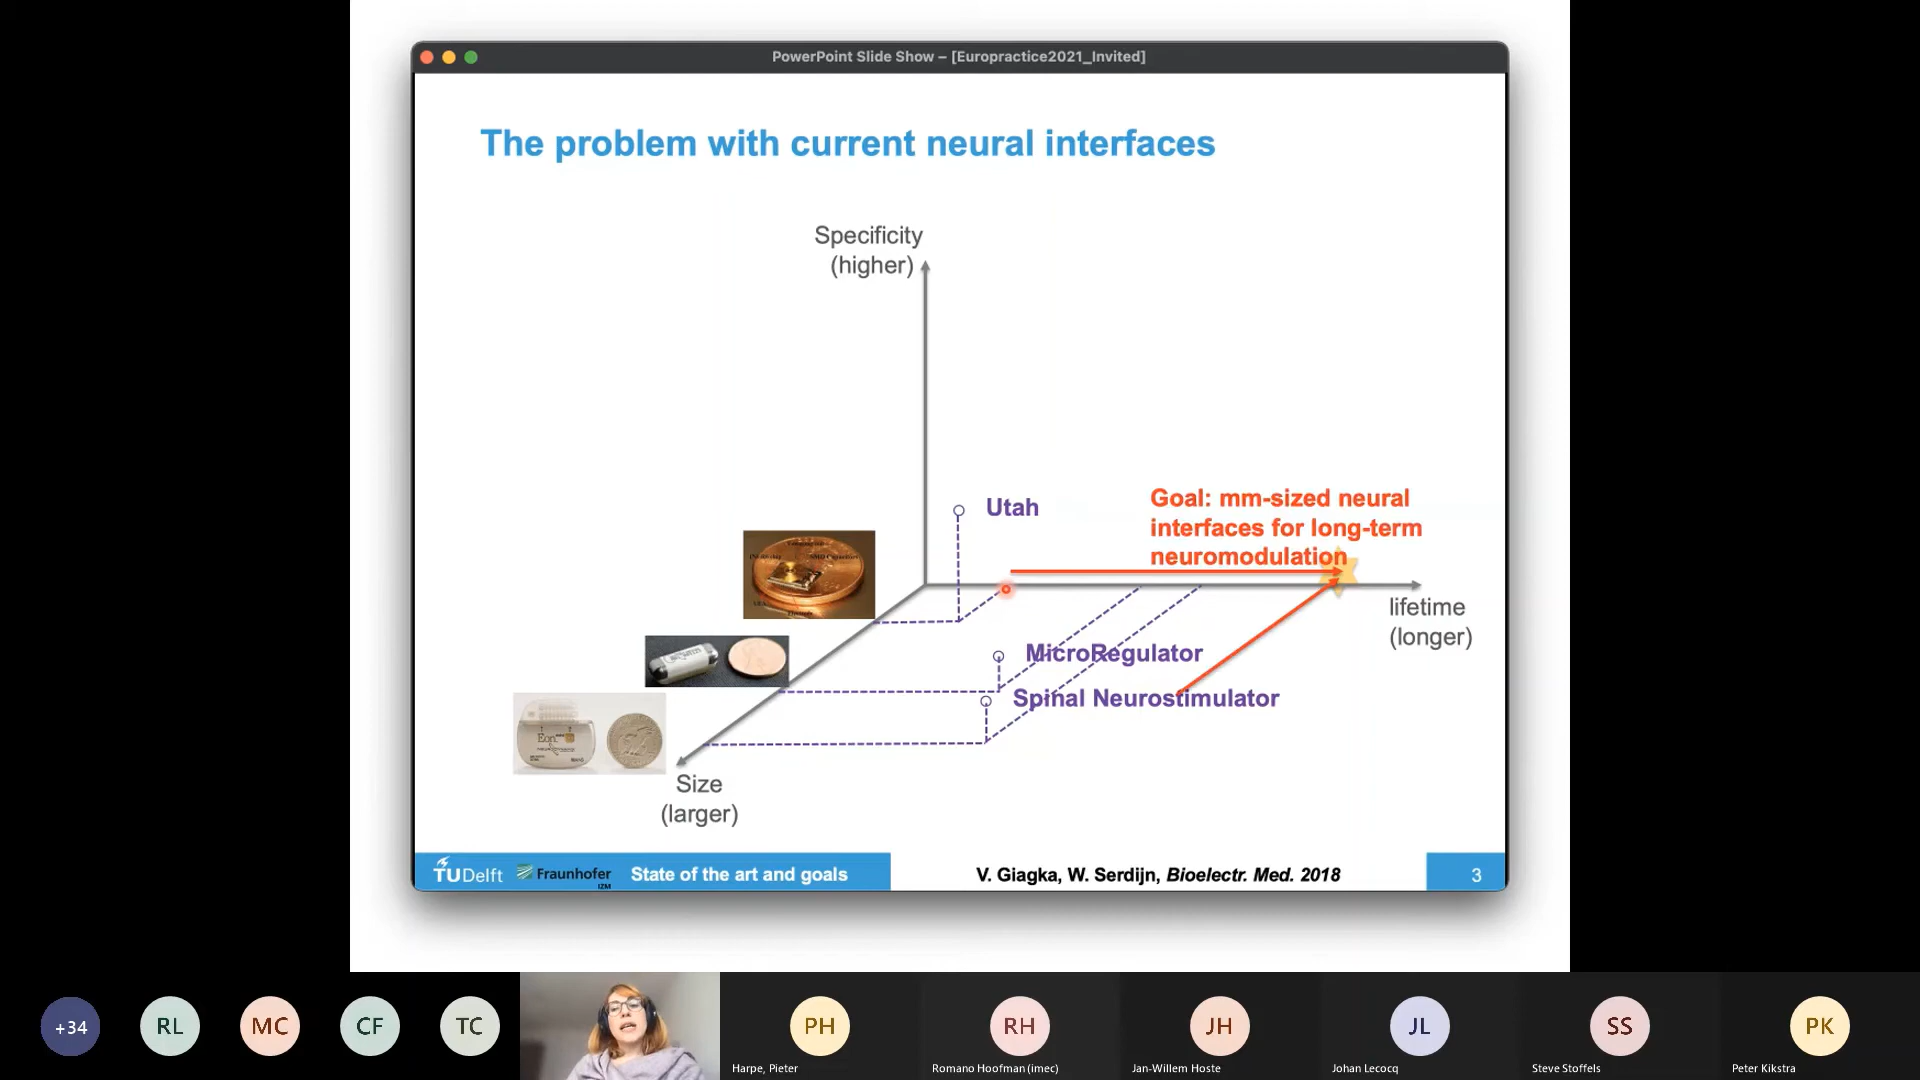 PowerPoint Slide Show – [Europractice2021_Invited]
The problem with current neural interfaces
Specificity
(higher)
Utah
Goal: mm-sized neural
interfaces for long-term
neuromodulation
lifetime
(longer)
MicroRegulator
Spinal Neurostimulator
Eon
Size
(larger)
TUDelft
Fraunhofer
IZM
State of the art and goals
V. Giagka, W. Serdijn, Bioelectr. Med. 2018
3
+34
RL
MC
CF
TC
PH
RH
JH
JL
SS
PK
Harpe, Pieter
Romano Hoofman (imec)
Jan-Willem Hoste
Johan Lecocq
Steve Stoffels
Peter Kikstra